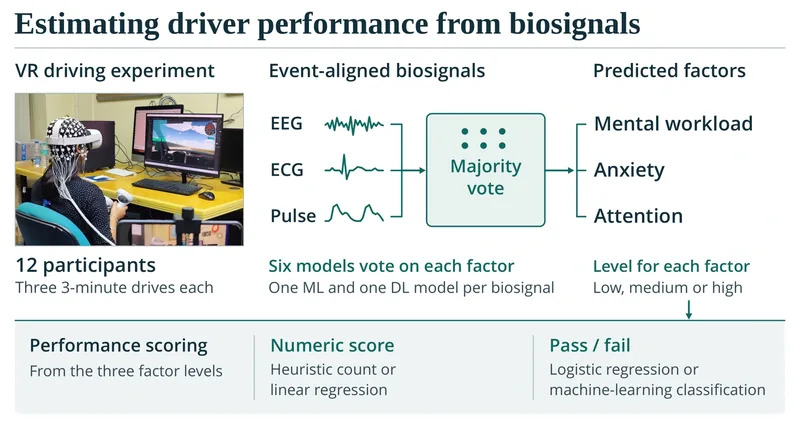 Estimating driver performance from biosignals
VR driving experiment
Event-aligned biosignals
Predicted factors
EEG
ECG
Pulse
Majority
vote
Mental workload
Anxiety
Attention
12 participants
Three 3-minute drives each
Six models vote on each factor
One ML and one DL model per biosignal
Level for each factor
Low, medium or high
Performance scoring
From the three factor levels
Numeric score
Heuristic count or
linear regression
Pass / fail
Logistic regression or
machine-learning classification